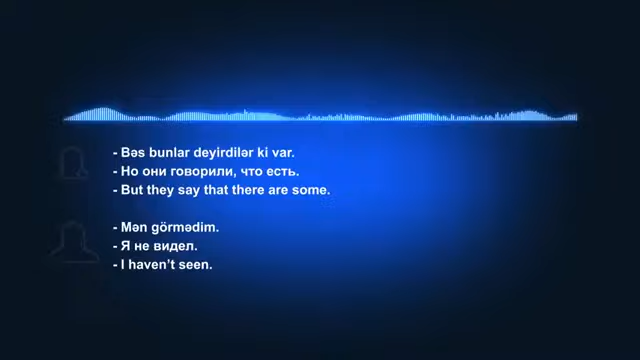 - Bəs bunlar deyirdilər ki var.
- Но они говорили, что есть.
- But they say that there are some.
- Mən görmədim.
- Я не видел.
- I haven't seen.